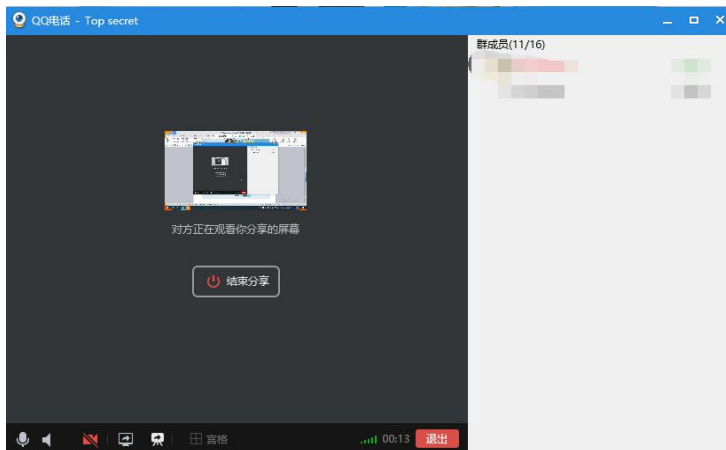 QQ电话 - Top secret
群成员(11/16)
对方正在观看你分享的屏幕
结束分享
宫格
00:13
退出